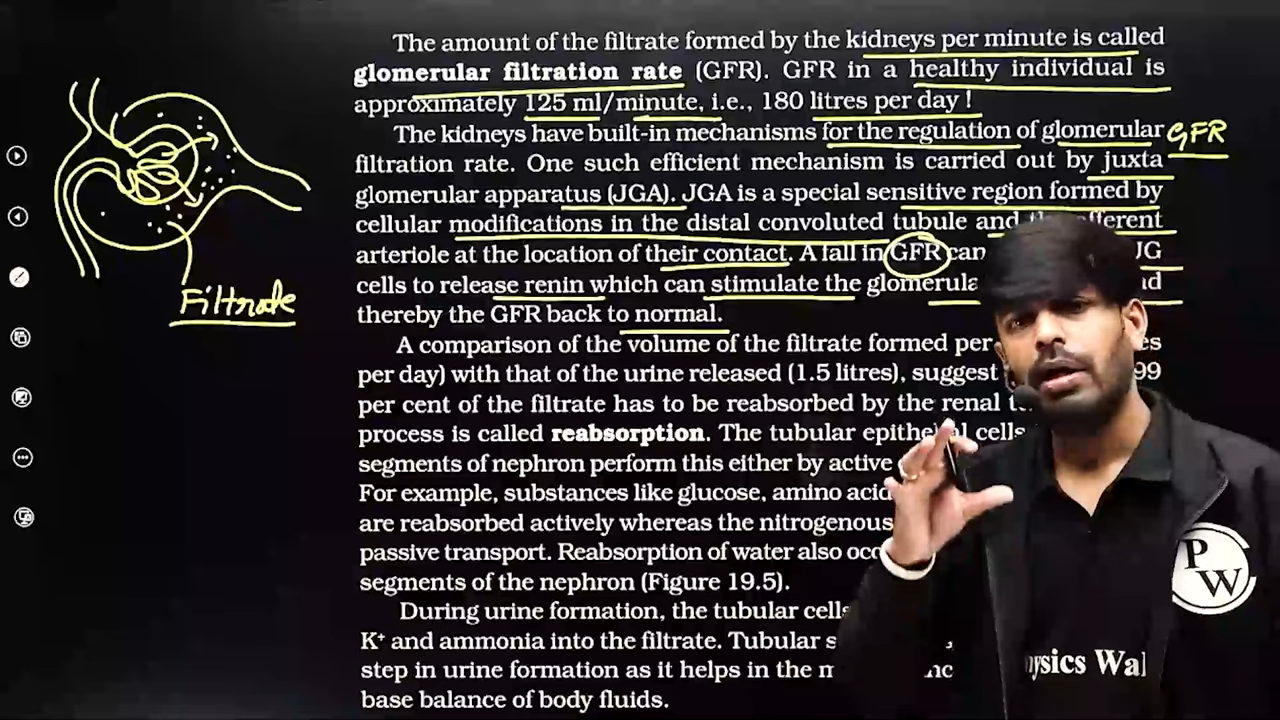 The amount of the filtrate formed by the kidneys per minute is called
glomerular filtration rate (GFR). GFR in a healthy individual is
approximately 125 ml/minute, i.e., 180 litres per day !
The kidneys have built-in mechanisms for the regulation of glomerular GFR
filtration rate. One such efficient mechanism is carried out by juxta
glomerular apparatus (JGA). JGA is a special sensitive region formed by
cellular modifications in the distal convoluted tubule and the afferent
arteriole at the location of their contact. A fall in GFR can JG
cells to release renin which can stimulate the glomerula
thereby the GFR back to normal.
Filtrate
A comparison of the volume of the filtrate formed per
per day) with that of the urine released (1.5 litres), suggest 99
per cent of the filtrate has to be reabsorbed by the renal
process is called reabsorption. The tubular epithelial cells
segments of nephron perform this either by active
For example, substances like glucose, amino acid
are reabsorbed actively whereas the nitrogenous
passive transport. Reabsorption of water also
segments of the nephron (Figure 19.5).
During urine formation, the tubular cells
K⁺ and ammonia into the filtrate. Tubular
step in urine formation as it helps in the
base balance of body fluids.
PW
ysics Wal